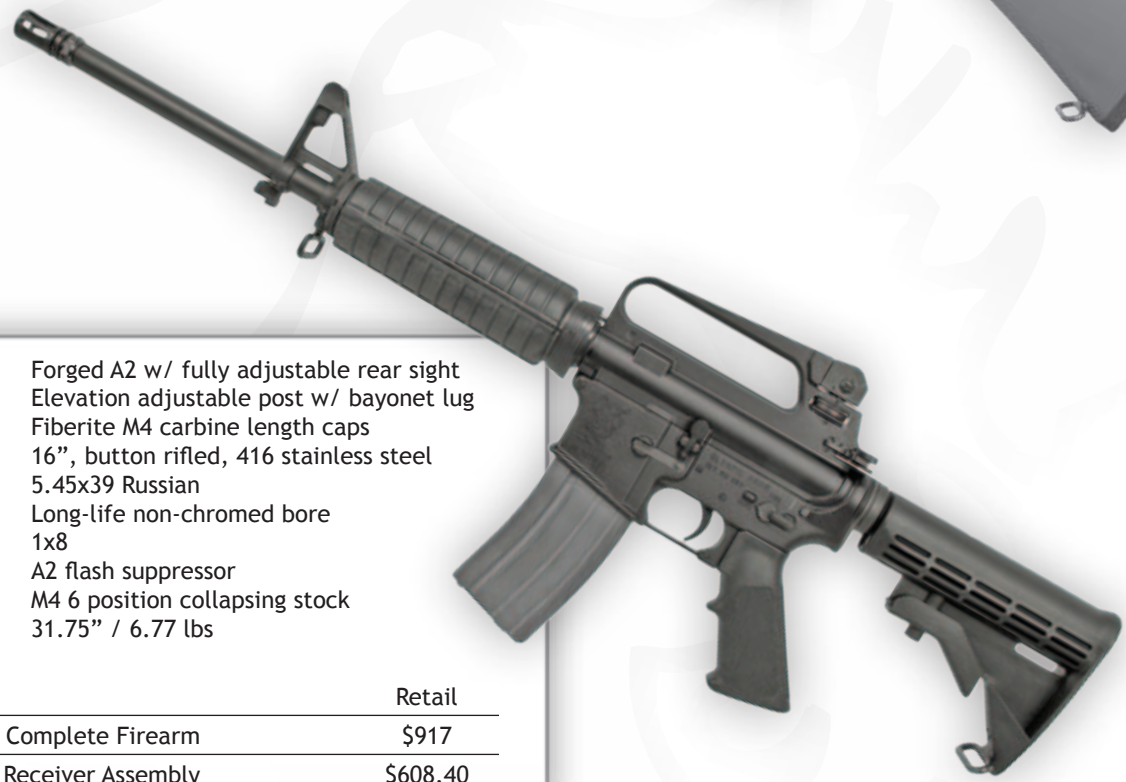 Forged A2 w/ fully adjustable rear sight
Elevation adjustable post w/ bayonet lug
Fiberite M4 carbine length caps
16”, button rifled, 416 stainless steel
5.45x39 Russian
Long-life non-chromed bore
1x8
A2 flash suppressor
M4 6 position collapsing stock
31.75” / 6.77 lbs
Retail
Complete Firearm $917
Receiver Assembly $608.40